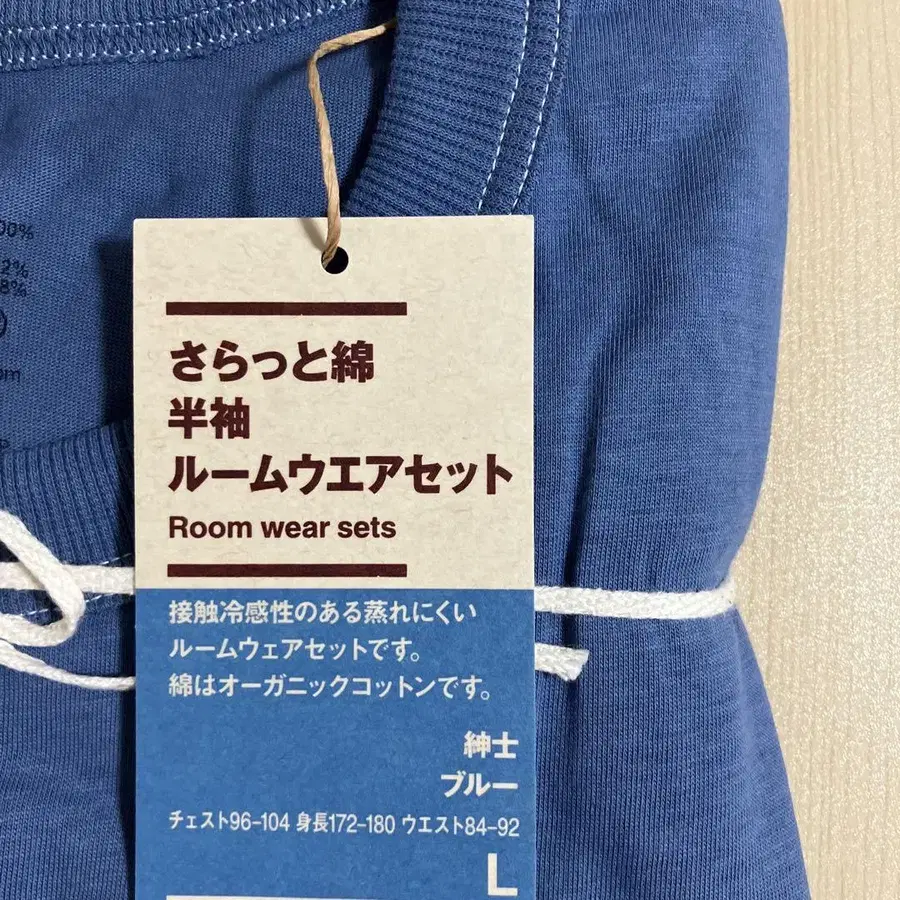 00%
2%
8%
さらっと綿
半袖
ルームウエアセット
Room wear sets
接触冷感性のある蒸れにくい
ルームウェアセットです。
綿はオーガニックコットンです。
紳士
ブルー
チェスト96-104 身長172-180 ウエスト84-92
L